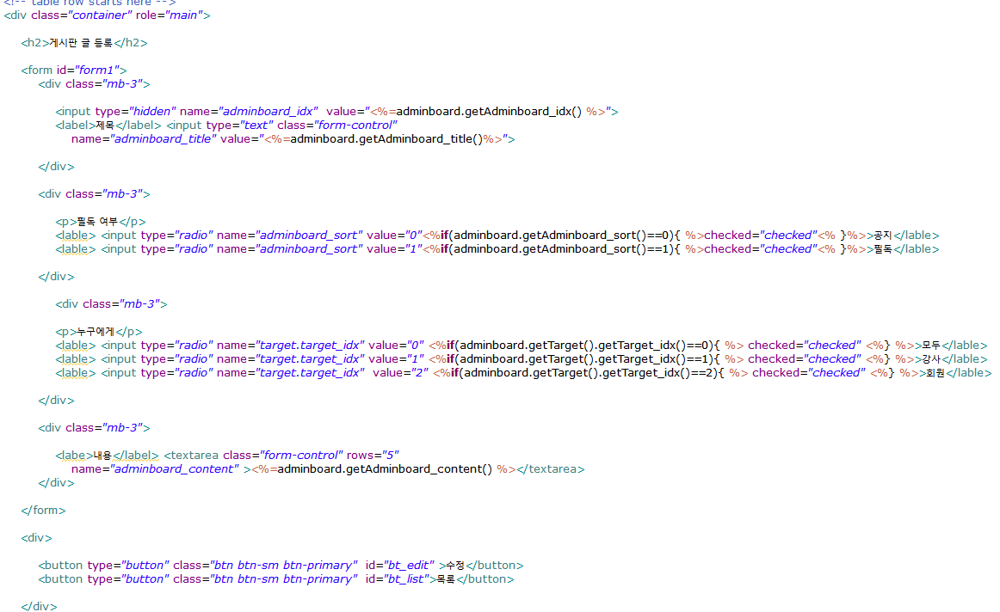 <!-- table row starts here -->
<div class="container" role="main">
<h2>게시판 글 등록</h2>
<form id="form1">
<div class="mb-3">
<input type="hidden" name="adminboard_idx"  value="<%=adminboard.getAdminboard_idx() %>">
<label>제목</label> <input type="text" class="form-control"
name="adminboard_title" value="<%=adminboard.getAdminboard_title()%>">
</div>
<div class="mb-3">
<p>필독 여부</p>
<lable> <input type="radio" name="adminboard_sort" value="0"<%if(adminboard.getAdminboard_sort()==0){ %>checked="checked"<% }%>>공지</lable>
<lable> <input type="radio" name="adminboard_sort" value="1"<%if(adminboard.getAdminboard_sort()==1){ %>checked="checked"<% }%>>필독</lable>
</div>
<div class="mb-3">
<p>누구에게</p>
<lable> <input type="radio" name="target.target_idx" value="0" <%if(adminboard.getTarget().getTarget_idx()==0){ %> checked="checked" <%} %>>모두</lable>
<lable> <input type="radio" name="target.target_idx" value="1" <%if(adminboard.getTarget().getTarget_idx()==1){ %> checked="checked" <%} %>>강사</lable>
<lable> <input type="radio" name="target.target_idx"  value="2" <%if(adminboard.getTarget().getTarget_idx()==2){ %> checked="checked" <%} %>>회원</lable>
</div>
<div class="mb-3">
<labe>내용</label> <textarea class="form-control" rows="5"
name="adminboard_content" ><%=adminboard.getAdminboard_content() %></textarea>
</div>
</form>
<div>
<button type="button" class="btn btn-sm btn-primary"  id="bt_edit" >수정</button>
<button type="button" class="btn btn-sm btn-primary"  id="bt_list">목록</button>
</div>